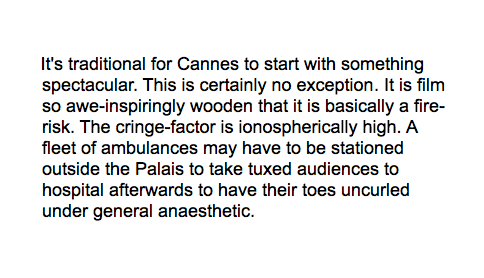 It's traditional for Cannes to start with something
spectacular. This is certainly no exception. It is film
so awe-inspiringly wooden that it is basically a fire-
risk. The cringe-factor is ionospherically high. A
fleet of ambulances may have to be stationed
outside the Palais to take tuxed audiences to
hospital afterwards to have their toes uncurled
under general anaesthetic.